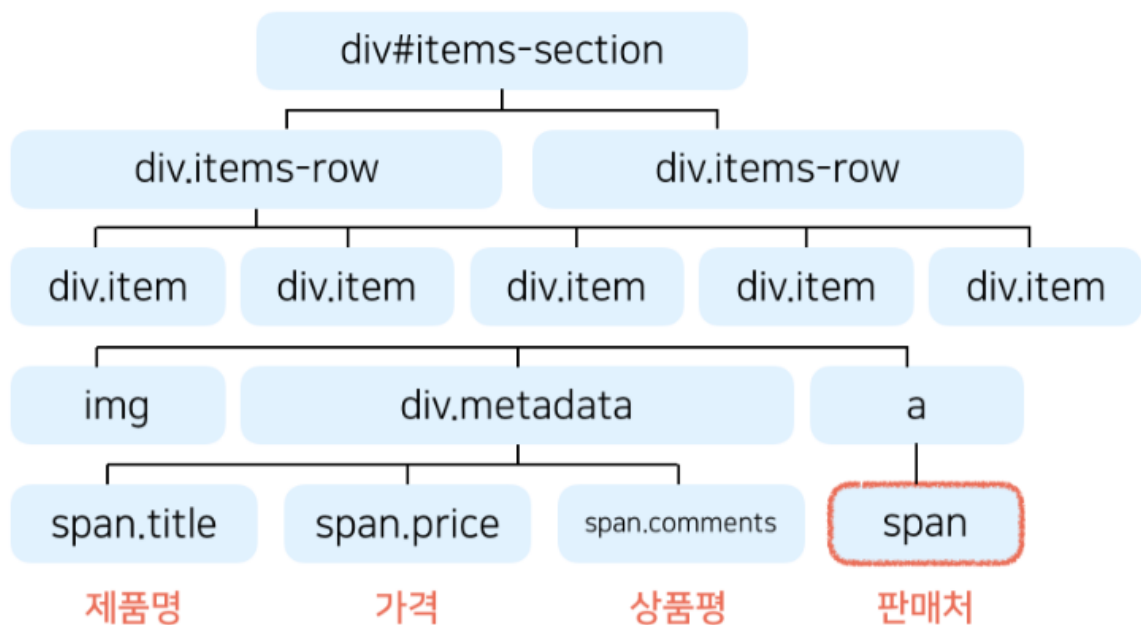 div#items-section
div.items-row div.items-row
div.item div.item div.item div.item div.item
img div.metadata a
span.title span.price span.comments span
제품명 가격 상품평 판매처